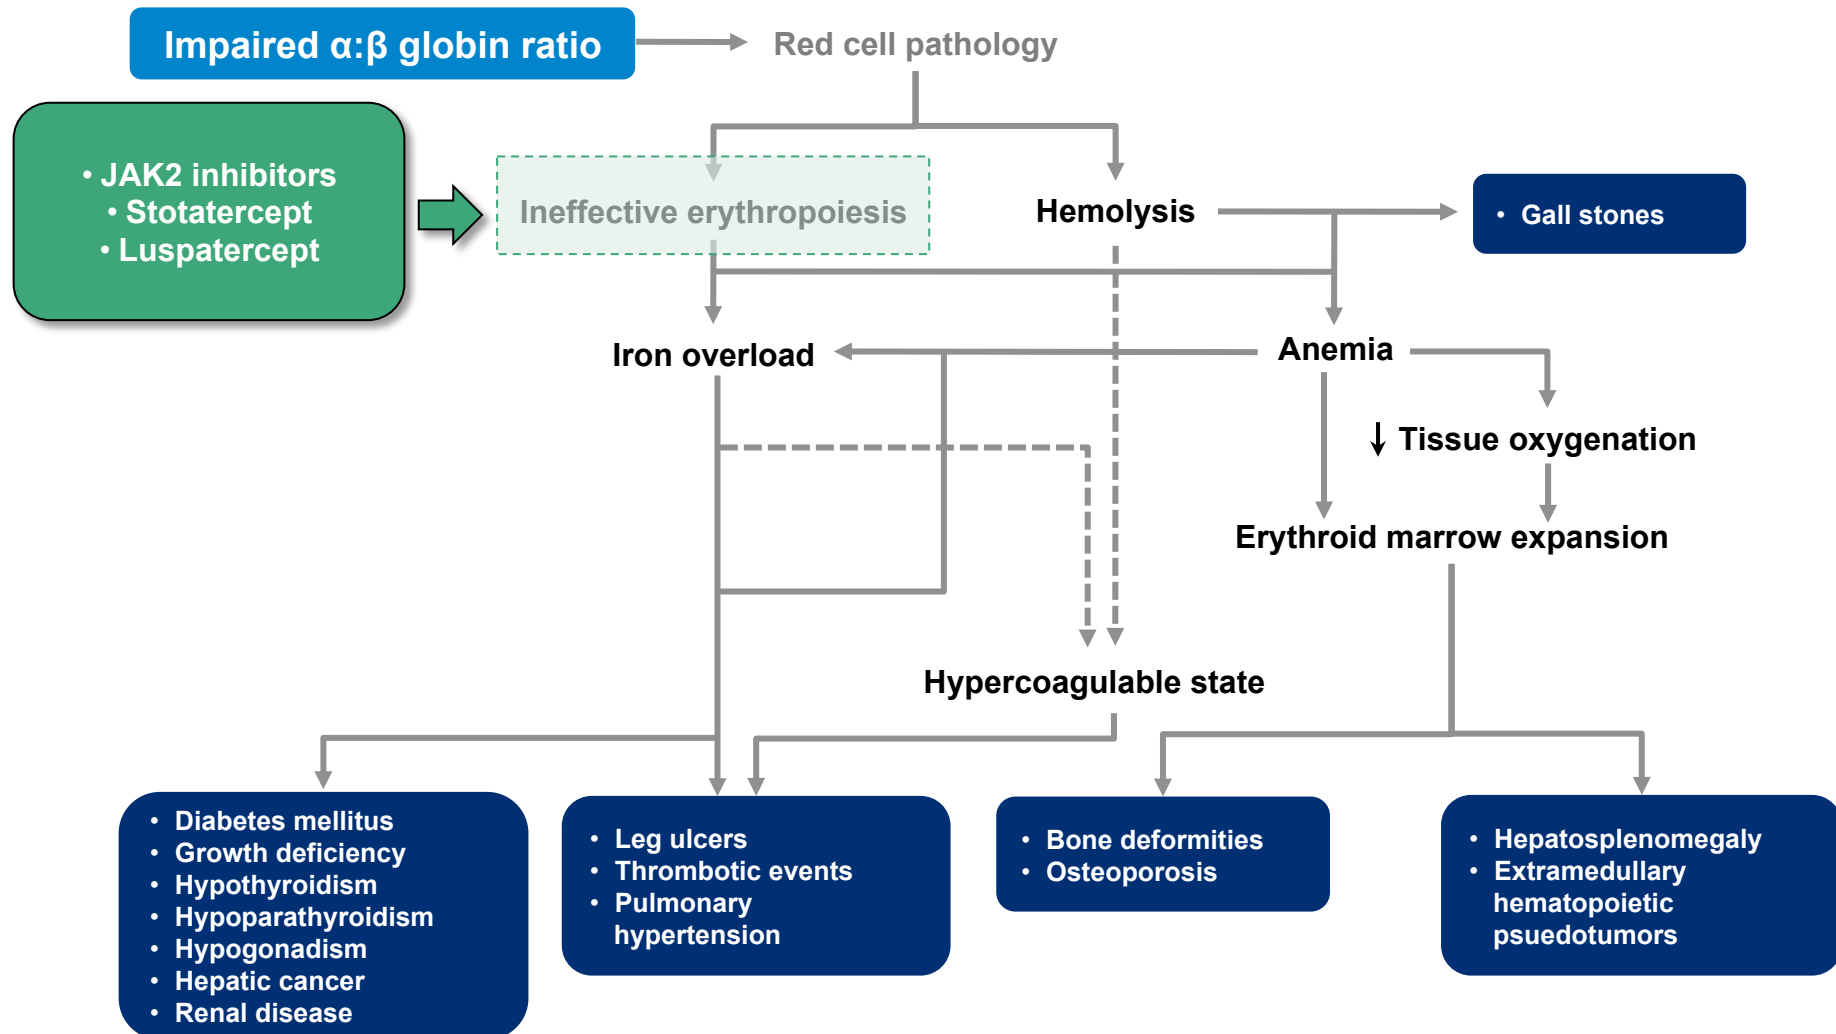 Impaired α:β globin ratio
Red cell pathology
• JAK2 inhibitors
• Stotatercept
• Luspatercept
Ineffective erythropoiesis
Hemolysis
• Gall stones
Iron overload
Anemia
↓ Tissue oxygenation
Erythroid marrow expansion
Hypercoagulable state
• Diabetes mellitus
• Growth deficiency
• Hypothyroidism
• Hypoparathyroidism
• Hypogonadism
• Hepatic cancer
• Renal disease
• Leg ulcers
• Thrombotic events
• Pulmonary
hypertension
• Bone deformities
• Osteoporosis
• Hepatosplenomegaly
• Extramedullary
hematopoietic
psuedotumors